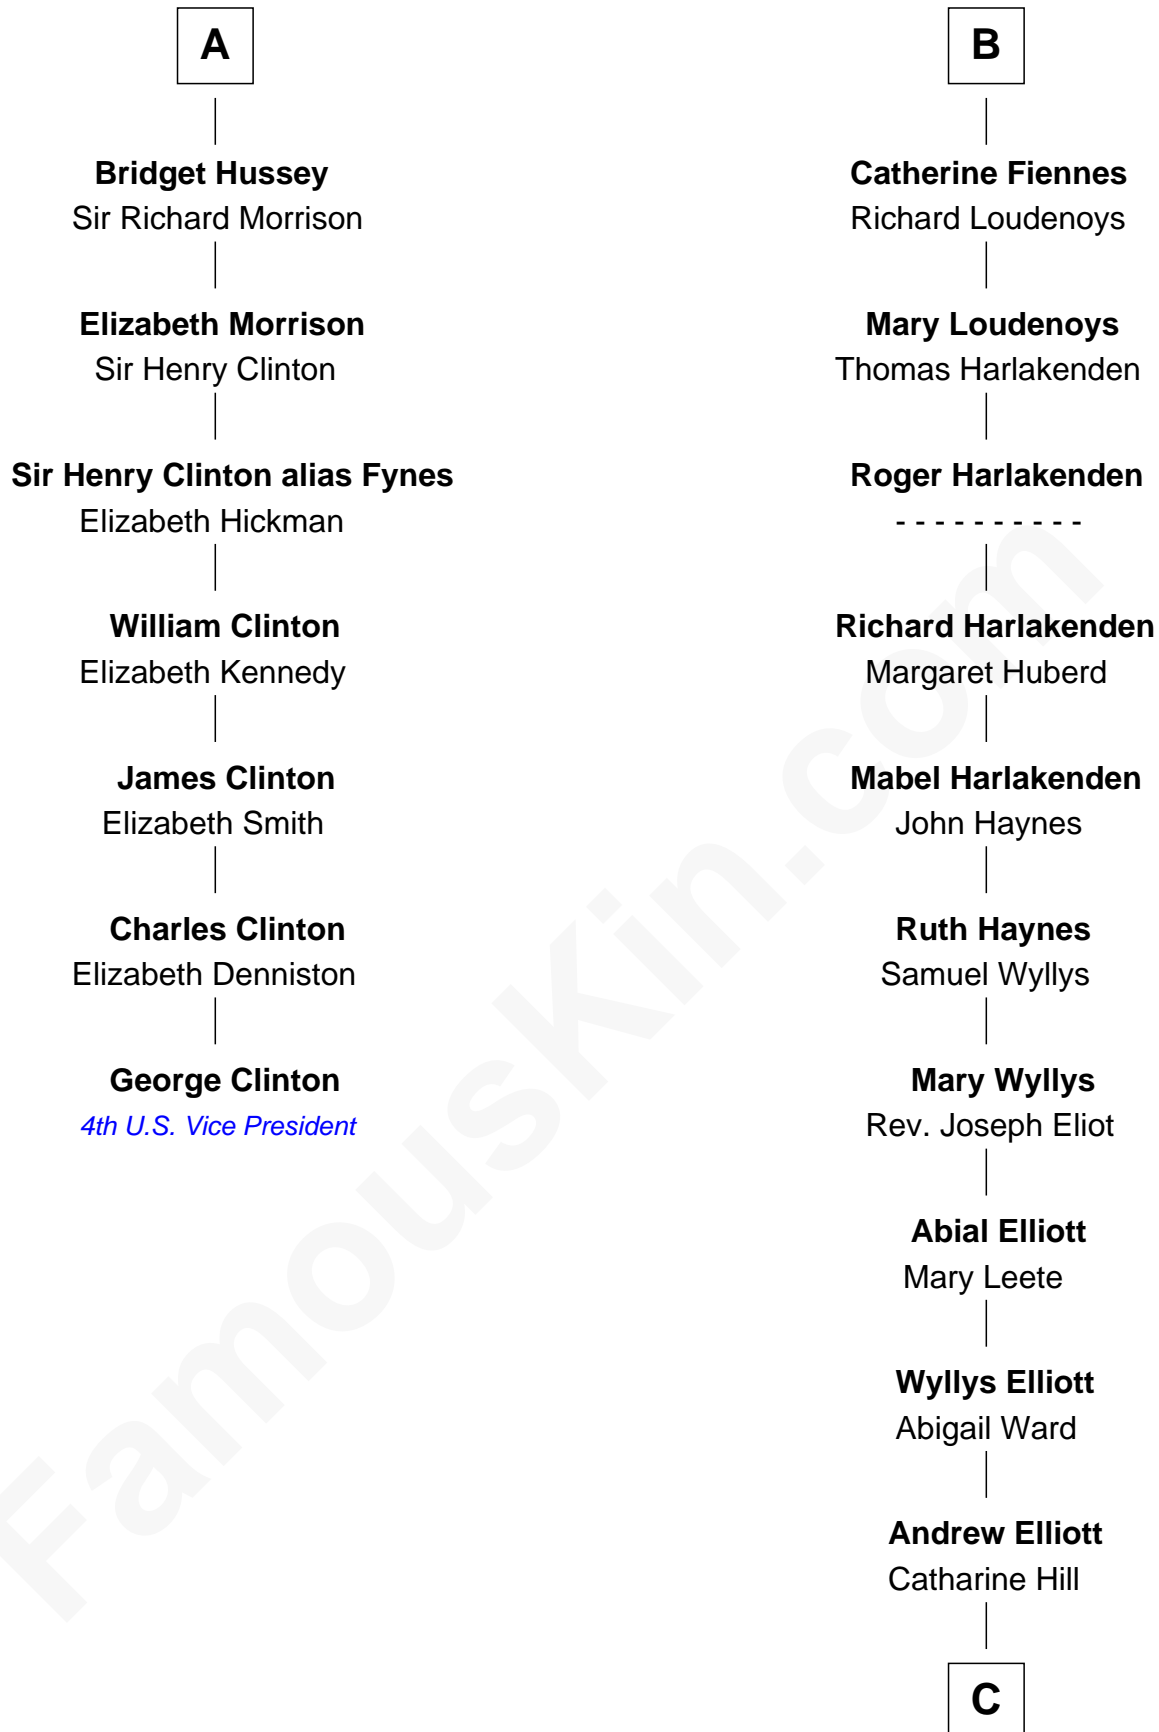 A
Bridget Hussey
Sir Richard Morrison
Elizabeth Morrison
Sir Henry Clinton
Sir Henry Clinton alias Fynes
Elizabeth Hickman
William Clinton
Elizabeth Kennedy
James Clinton
Elizabeth Smith
Charles Clinton
Elizabeth Denniston
George Clinton
4th U.S. Vice President
B
Catherine Fiennes
Richard Loudenoys
Mary Loudenoys
Thomas Harlakenden
Roger Harlakenden
- - - - - - - - - -
Richard Harlakenden
Margaret Huberd
Mabel Harlakenden
John Haynes
Ruth Haynes
Samuel Wyllys
Mary Wyllys
Rev. Joseph Eliot
Abial Elliott
Mary Leete
Wyllys Elliott
Abigail Ward
Andrew Elliott
Catharine Hill
C
FamousKin.com